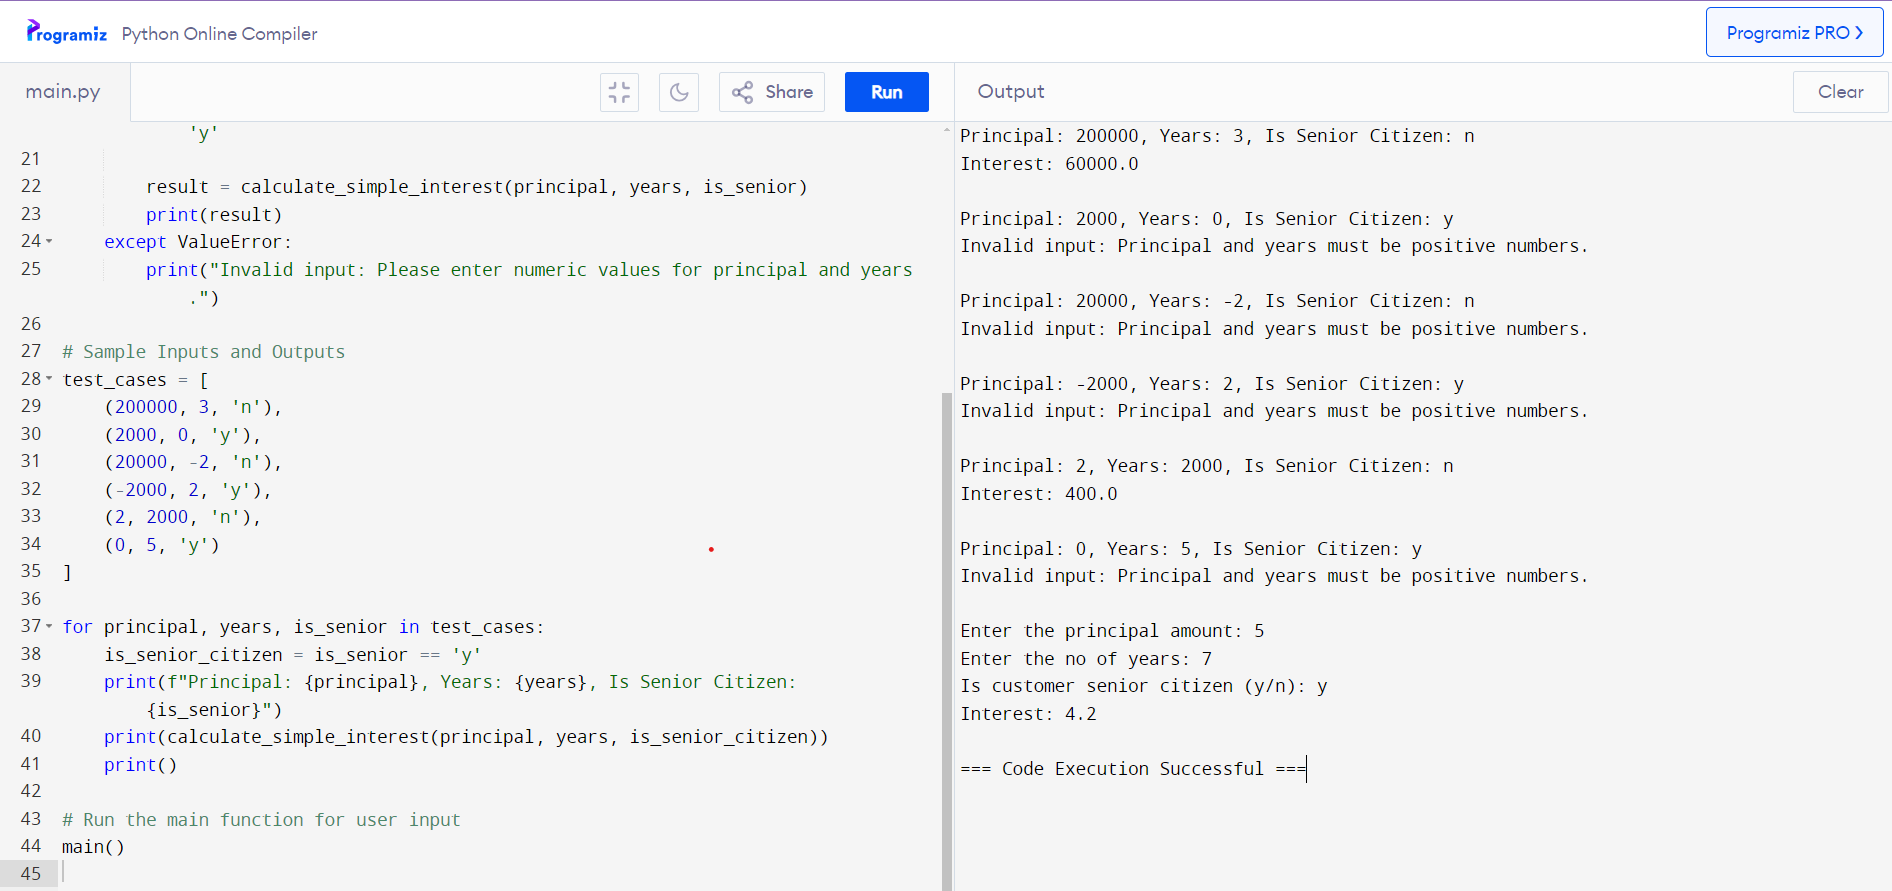 Programiz Python Online Compiler
Programiz PRO
main.py
Share
Run
'y'
21
22 result = calculate_simple_interest(principal, years, is_senior)
23 print(result)
24 except ValueError:
25 print("Invalid input: Please enter numeric values for principal and years
.")
26
27 # Sample Inputs and Outputs
28 test_cases = [
29 (200000, 3, 'n'),
30 (2000, 0, 'y'),
31 (20000, -2, 'n'),
32 (-2000, 2, 'y'),
33 (2, 2000, 'n'),
34 (0, 5, 'y')
35 ]
36
37 for principal, years, is_senior in test_cases:
38 is_senior_citizen = is_senior == 'y'
39 print(f"Principal: {principal}, Years: {years}, Is Senior Citizen:
{is_senior}")
40 print(calculate_simple_interest(principal, years, is_senior_citizen))
41 print()
42
43 # Run the main function for user input
44 main()
45
Output
Clear
Principal: 200000, Years: 3, Is Senior Citizen: n
Interest: 60000.0
Principal: 2000, Years: 0, Is Senior Citizen: y
Invalid input: Principal and years must be positive numbers.
Principal: 20000, Years: -2, Is Senior Citizen: n
Invalid input: Principal and years must be positive numbers.
Principal: -2000, Years: 2, Is Senior Citizen: y
Invalid input: Principal and years must be positive numbers.
Principal: 2, Years: 2000, Is Senior Citizen: n
Interest: 400.0
Principal: 0, Years: 5, Is Senior Citizen: y
Invalid input: Principal and years must be positive numbers.
Enter the principal amount: 5
Enter the no of years: 7
Is customer senior citizen (y/n): y
Interest: 4.2
=== Code Execution Successful ===